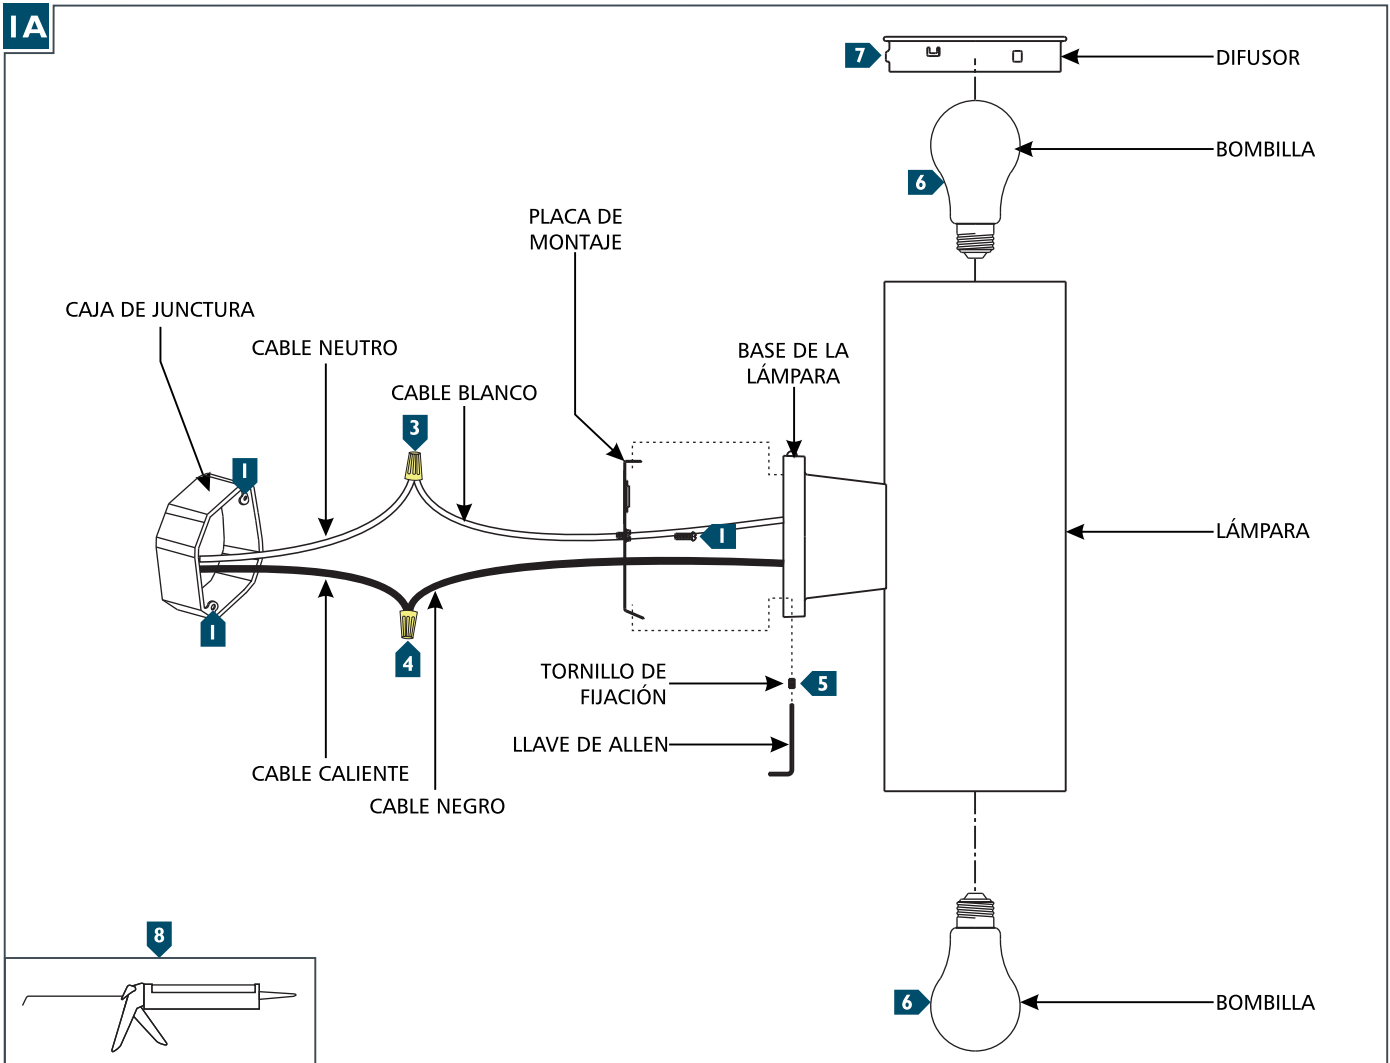 1A
7
DIFUSOR
BOMBILLA
6
PLACA DE
MONTAJE
CAJA DE JUNCTURA
CABLE NEUTRO
BASE DE LA
LÁMPARA
CABLE BLANCO
3
1
1
LÁMPARA
1
4
TORNILLO DE
FIJACIÓN
5
LLAVE DE ALLEN
CABLE CALIENTE
CABLE NEGRO
8
6
BOMBILLA